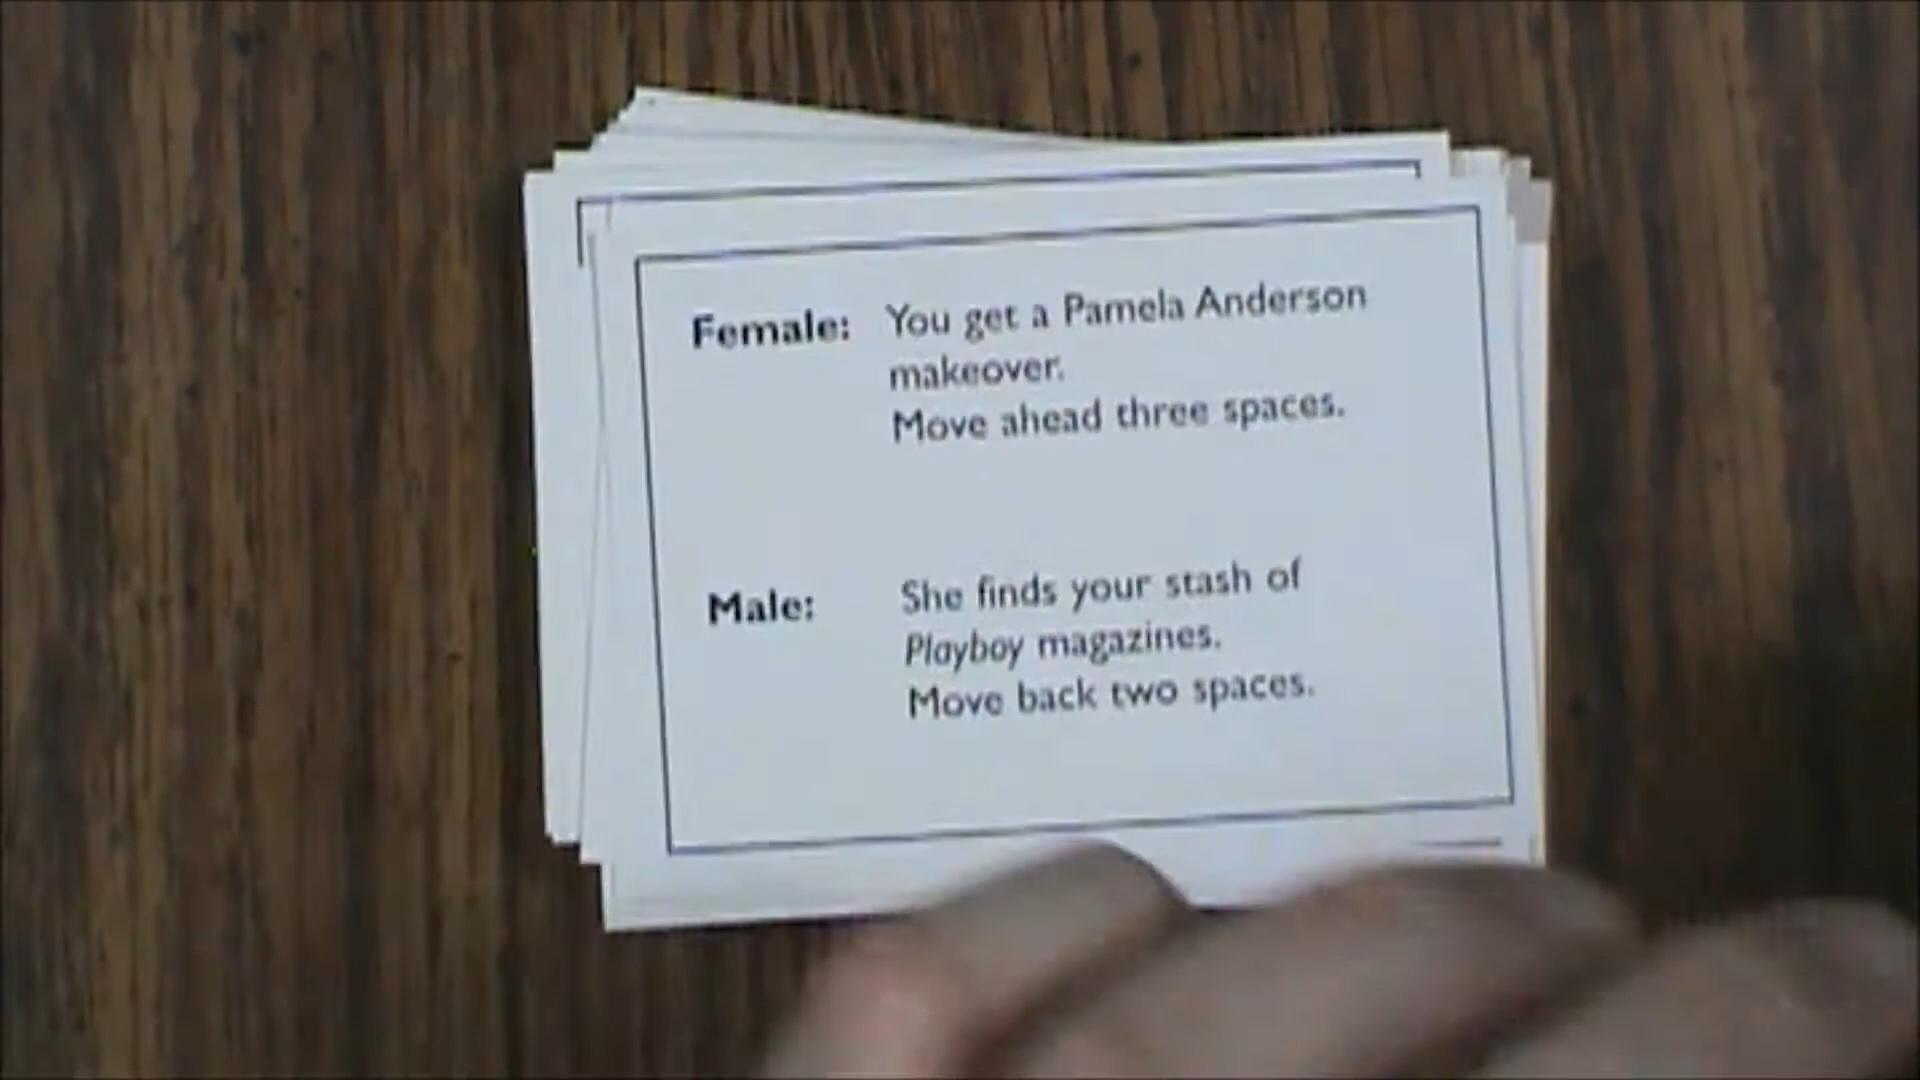 Female: You get a Pamela Anderson
makeover.
Move ahead three spaces.
Male: She finds your stash of
Playboy magazines.
Move back two spaces.